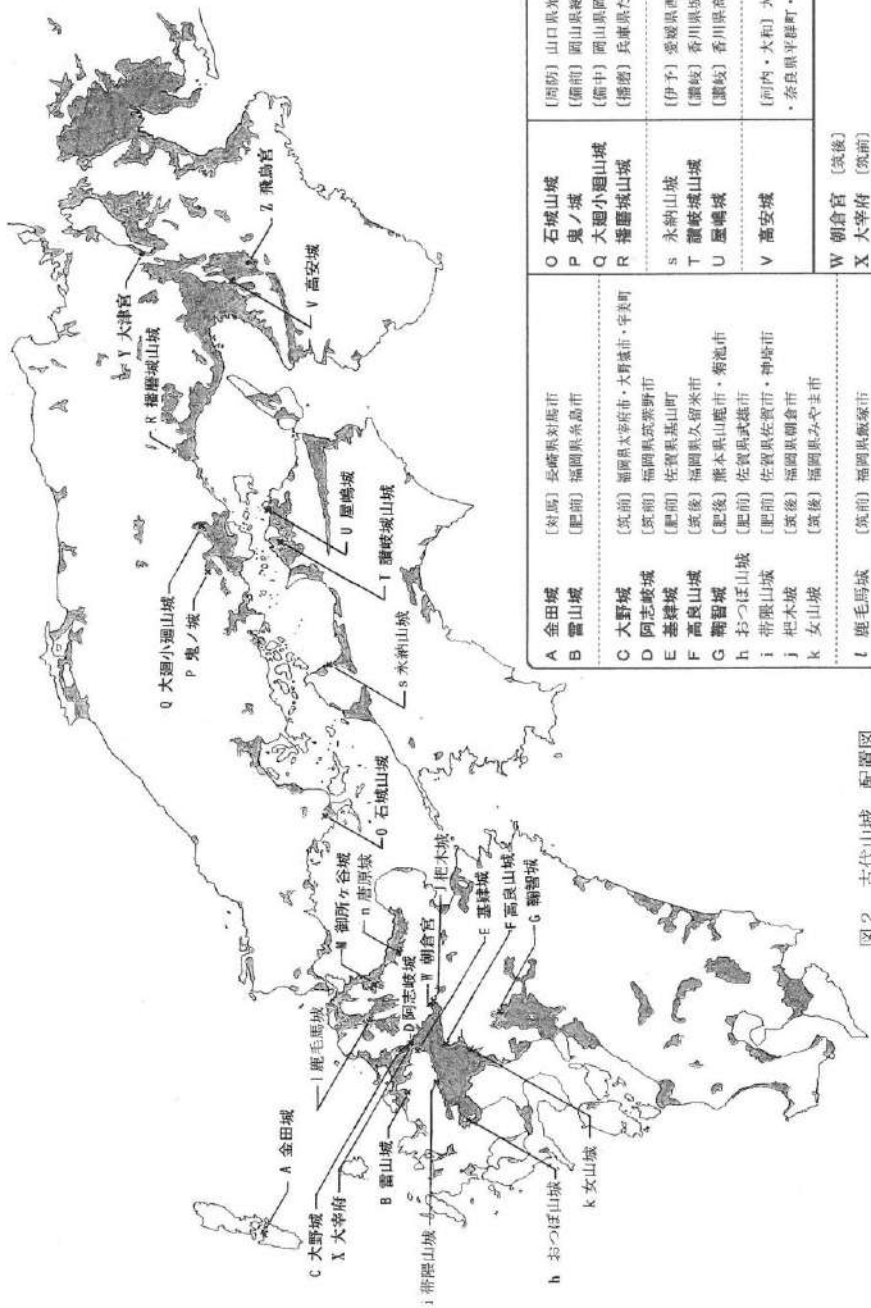 A 金田城
C 大野城
X 大宰府
B 雷山城
i 帯隈山城
h おつぼ山城
k 女山城
l 鹿毛馬城
M 御所ヶ谷城
n 唐原城
D 阿志岐城
W 朝倉宮
j 杷木城
E 基肄城
F 高良山城
G 鞠智城
O 石城山城
Q 大廻小廻山城
P 鬼ノ城
s 永納山城
T 讃岐城山城
U 屋嶋城
R 播磨城山城
Y 大津宮
Z 飛鳥宮
V 高安城
A 金田城 [対馬] 長崎県対馬市
B 雷山城 [肥前] 福岡県糸島市
C 大野城 [筑前] 福岡県太宰府市・大野城市・宇美町
D 阿志岐城 [筑前] 福岡県筑紫野市
E 基肄城 [肥前] 佐賀県基山町
F 高良山城 [筑後] 福岡県久留米市
G 鞠智城 [肥後] 熊本県山鹿市・菊池市
h おつぼ山城 [肥前] 佐賀県武雄市
i 帯隈山城 [肥前] 佐賀県佐賀市・神埼市
j 杷木城 [筑後] 福岡県朝倉市
k 女山城 [筑後] 福岡県みやま市
l 鹿毛馬城 [筑前] 福岡県飯塚市
O 石城山城 [周防] 山口県
P 鬼ノ城 [備前] 岡山県
Q 大廻小廻山城 [備中] 岡山県
R 播磨城山城 [播磨] 兵庫県た
s 永納山城 [伊予] 愛媛県西
T 讃岐城山城 [讃岐] 香川県坂
U 屋嶋城 [讃岐] 香川県高
V 高安城 [河内・大和]
・奈良県平群町・
W 朝倉宮 [筑後]
X 大宰府 [筑前]
図2 古代山城 配置図